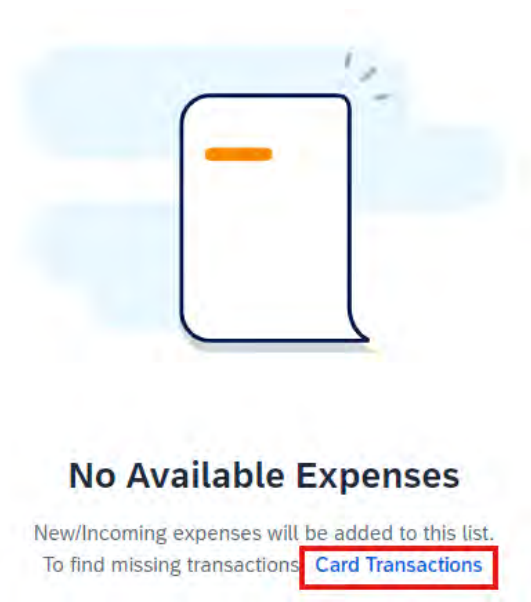 No Available Expenses
New/Incoming expenses will be added to this list.
To find missing transactions Card Transactions